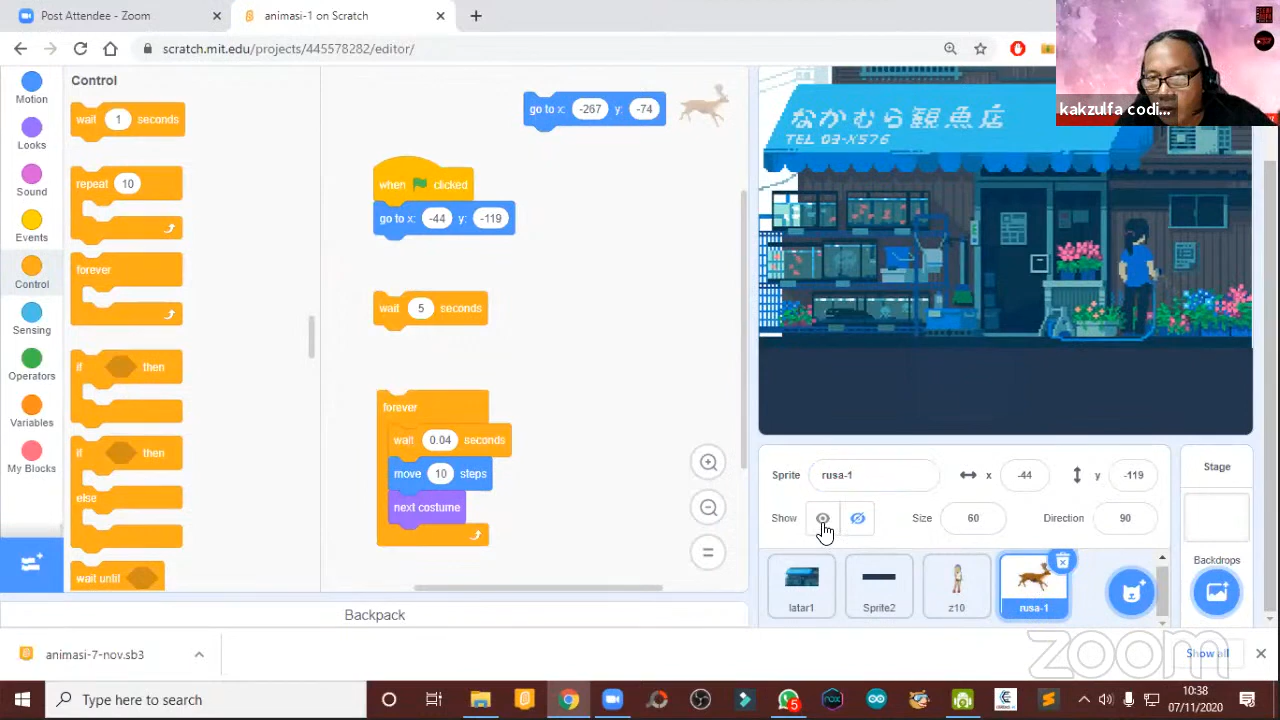 Post Attendee - Zoom
animasi-1 on Scratch
scratch.mit.edu/projects/445578282/editor/
kakzulfa codi...
Motion
Looks
Sound
Events
Control
Sensing
Operators
Variables
My Blocks
Control
wait 1 seconds
repeat 10
forever
if then
if then
else
wait until
go to x: -267 y: -74
when clicked
go to x: -44 y: -119
wait 5 seconds
forever
wait 0.04 seconds
move 10 steps
next costume
Backpack
なかむら観魚店
TEL 03-X576
Sprite rusa-1 x -44 y -119
Show Size 60 Direction 90
latar1
Sprite2
z10
rusa-1
Stage
Backdrops
animasi-7-nov.sb3
Show all
zoom
Type here to search
5
10:38
07/11/2020